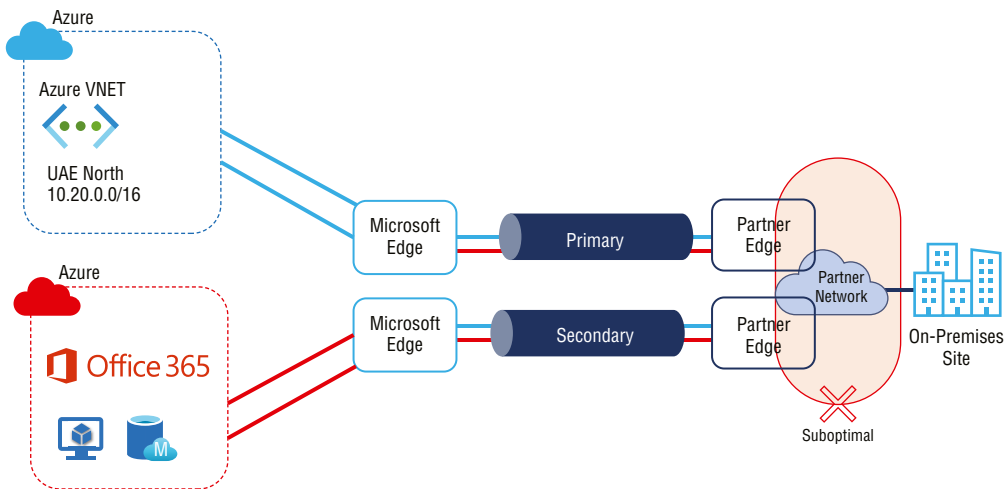 Azure
Azure VNET
UAE North
10.20.0.0/16
Microsoft
Edge
Primary
Partner
Edge
Partner
Network
Azure
Office 365
M
Microsoft
Edge
Secondary
Partner
Edge
On-Premises
Site
Suboptimal